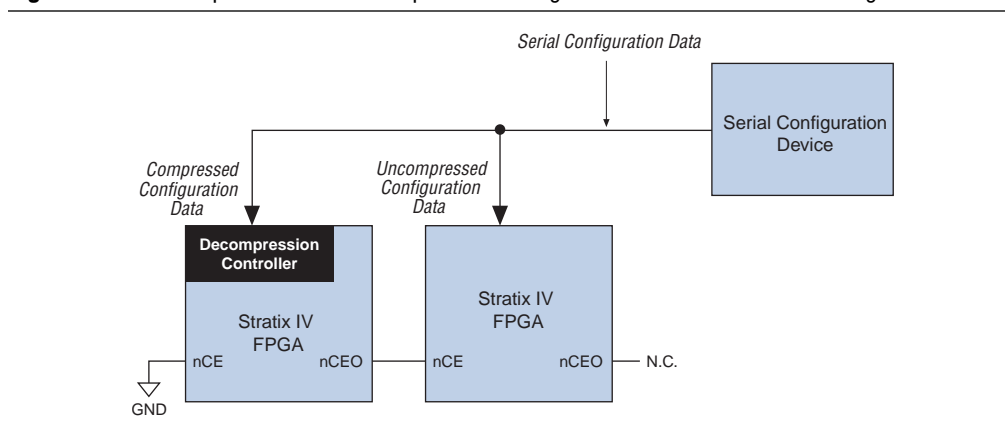 Serial Configuration Data
Serial Configuration
Device
Compressed
Configuration
Data
Uncompressed
Configuration
Data
Decompression
Controller
Stratix IV
FPGA
nCE
nCEO
Stratix IV
FPGA
nCE
nCEO
N.C.
GND